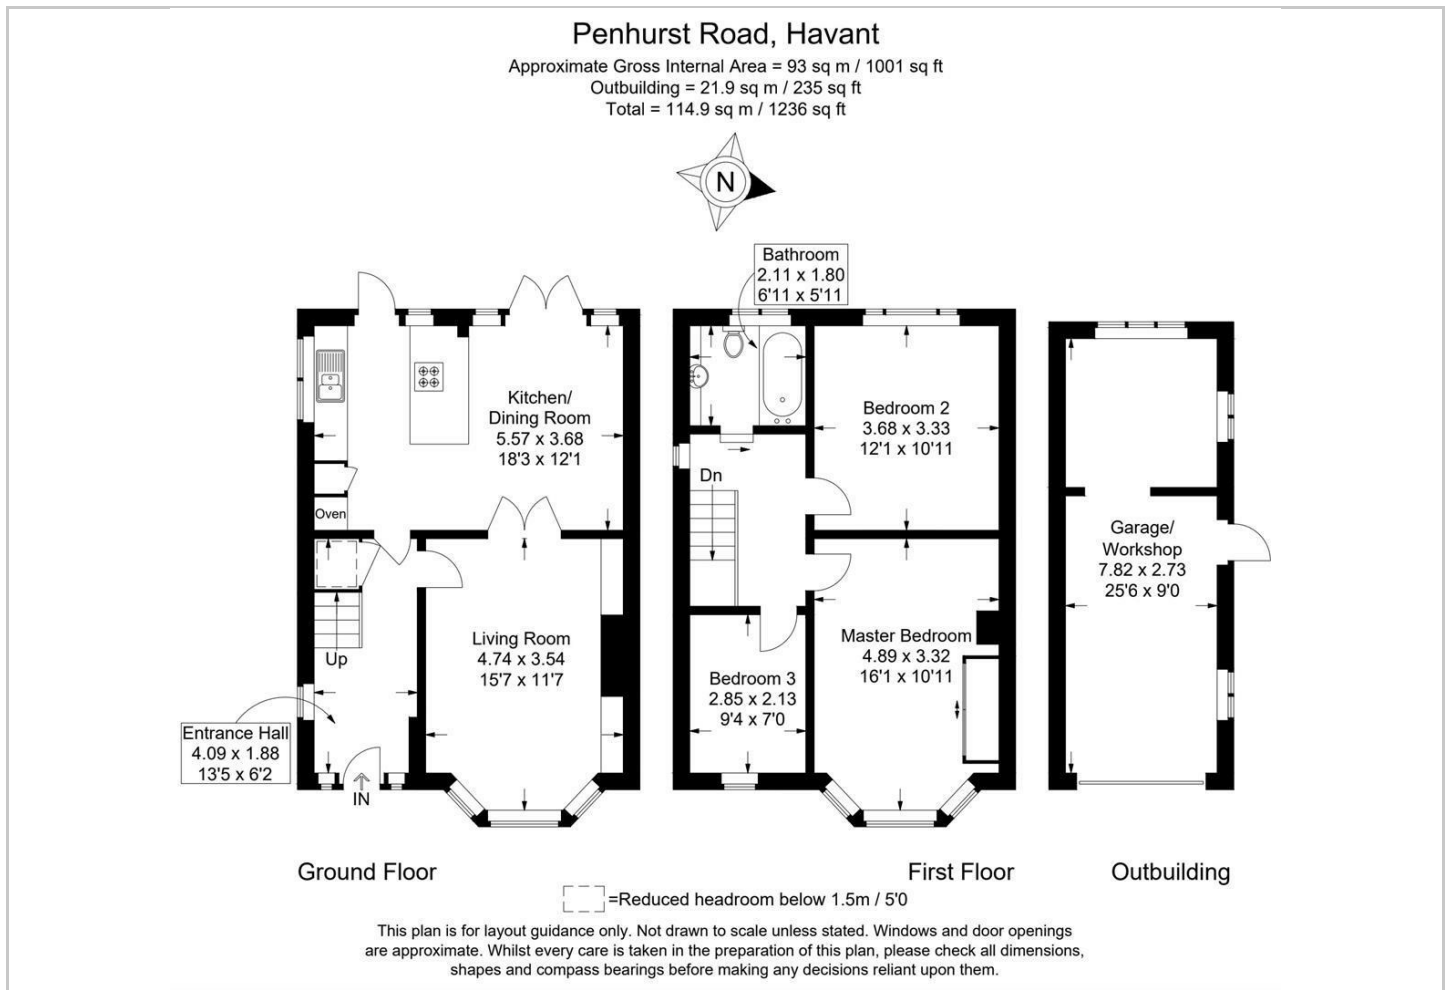 Penhurst Road, Havant
Approximate Gross Internal Area = 93 sq m / 1001 sq ft
Outbuilding = 21.9 sq m / 235 sq ft
Total = 114.9 sq m / 1236 sq ft
N
Kitchen/
Dining Room
5.57 x 3.68
18'3 x 12'1
Oven
Living Room
4.74 x 3.54
15'7 x 11'7
Up
Entrance Hall
4.09 x 1.88
13'5 x 6'2
IN
Ground Floor
Bathroom
2.11 x 1.80
6'11 x 5'11
Bedroom 2
3.68 x 3.33
12'1 x 10'11
Dn
Master Bedroom
4.89 x 3.32
16'1 x 10'11
Bedroom 3
2.85 x 2.13
9'4 x 7'0
First Floor
Garage/
Workshop
7.82 x 2.73
25'6 x 9'0
Outbuilding
=Reduced headroom below 1.5m / 5'0
This plan is for layout guidance only. Not drawn to scale unless stated. Windows and door openings
are approximate. Whilst every care is taken in the preparation of this plan, please check all dimensions,
shapes and compass bearings before making any decisions reliant upon them.